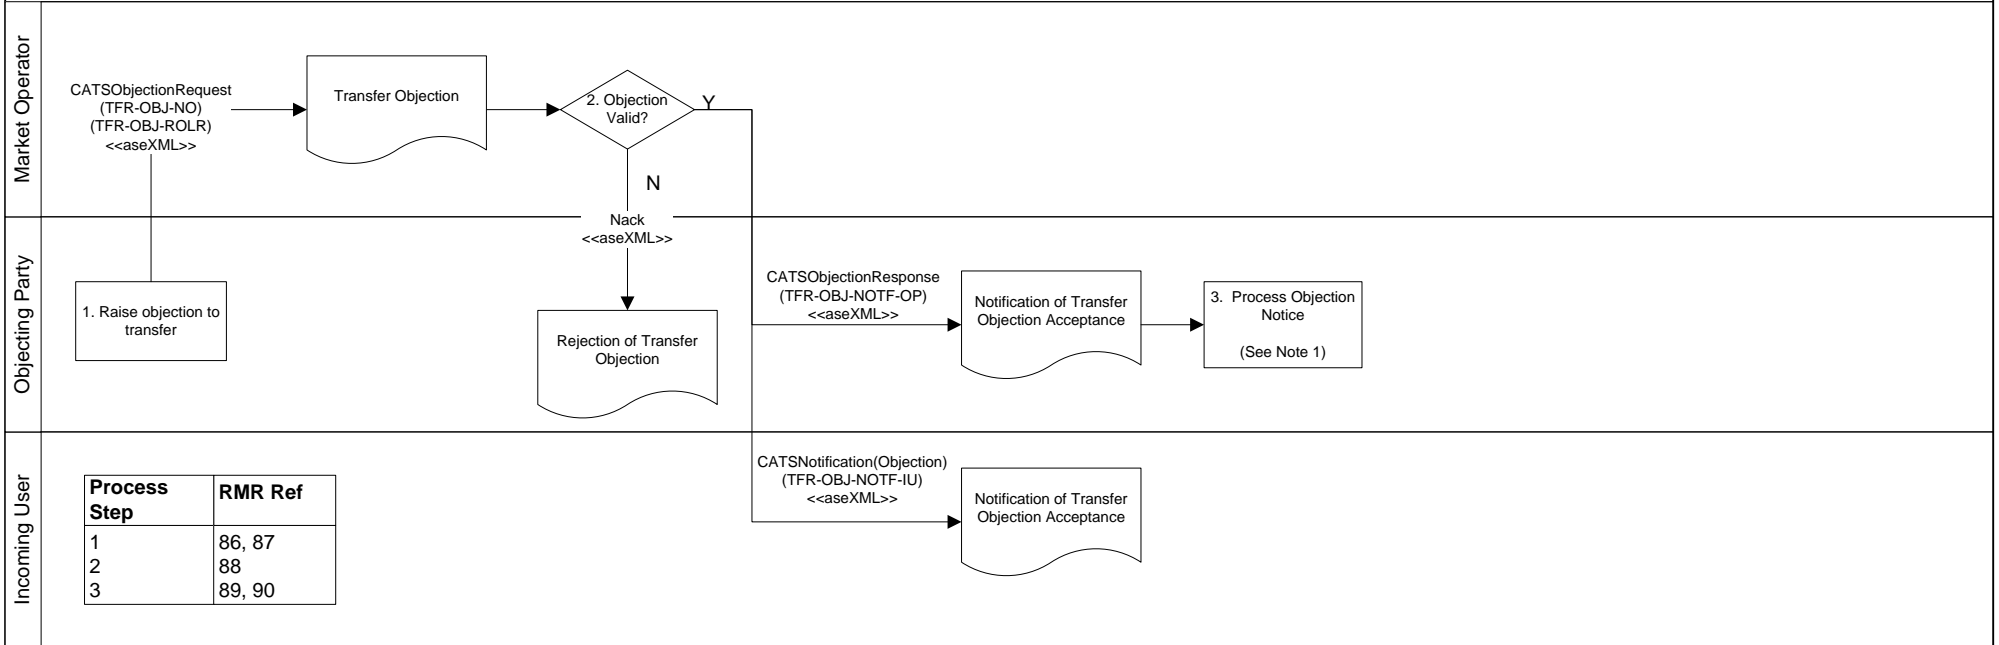 Market Operator
CATSObjectionRequest
(TFR-OBJ-NO)
(TFR-OBJ-ROLR)
<<aseXML>>
Transfer Objection
2. Objection
Valid?
Y
N
Nack
<<aseXML>>
Objecting Party
1. Raise objection to
transfer
Rejection of Transfer
Objection
CATSObjectionResponse
(TFR-OBJ-NOTF-OP)
<<aseXML>>
Notification of Transfer
Objection Acceptance
3. Process Objection
Notice
(See Note 1)
Incoming User
Process
Step
RMR Ref
1
86, 87
2
88
3
89, 90
CATSNotification(Objection)
(TFR-OBJ-NOTF-IU)
<<aseXML>>
Notification of Transfer
Objection Acceptance